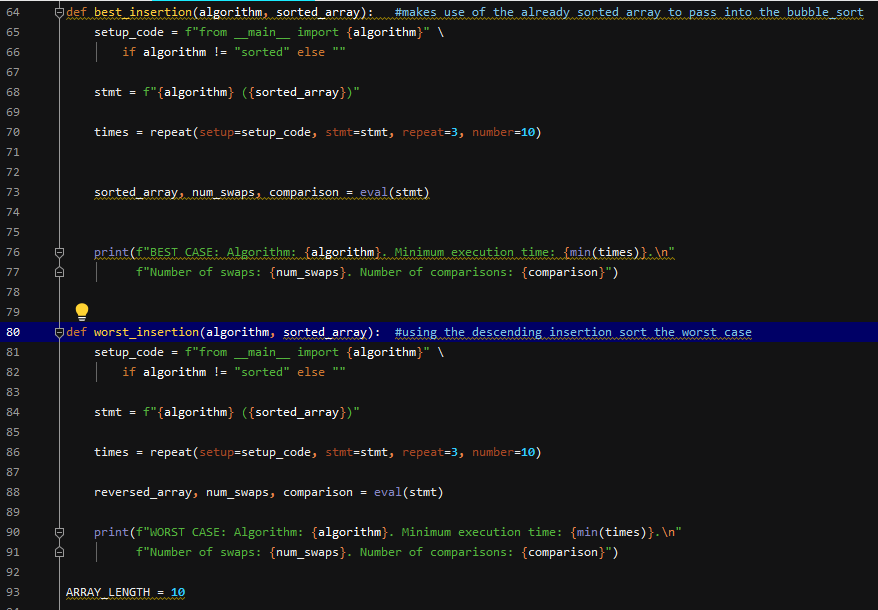 64 def best_insertion(algorithm, sorted_array):   #makes use of the already sorted array to pass into the bubble_sort
65     setup_code = f"from __main__ import {algorithm}" \
66         if algorithm != "sorted" else ""
67
68     stmt = f"{algorithm} ({sorted_array})"
69
70     times = repeat(setup=setup_code, stmt=stmt, repeat=3, number=10)
71
72
73     sorted_array, num_swaps, comparison = eval(stmt)
74
75
76     print(f"BEST CASE: Algorithm: {algorithm}. Minimum execution time: {min(times)}.\n"
77           f"Number of swaps: {num_swaps}. Number of comparisons: {comparison}")
78
79
80 def worst_insertion(algorithm, sorted_array):  #using the descending insertion sort the worst case
81     setup_code = f"from __main__ import {algorithm}" \
82         if algorithm != "sorted" else ""
83
84     stmt = f"{algorithm} ({sorted_array})"
85
86     times = repeat(setup=setup_code, stmt=stmt, repeat=3, number=10)
87
88     reversed_array, num_swaps, comparison = eval(stmt)
89
90     print(f"WORST CASE: Algorithm: {algorithm}. Minimum execution time: {min(times)}.\n"
91           f"Number of swaps: {num_swaps}. Number of comparisons: {comparison}")
92
93 ARRAY_LENGTH = 10